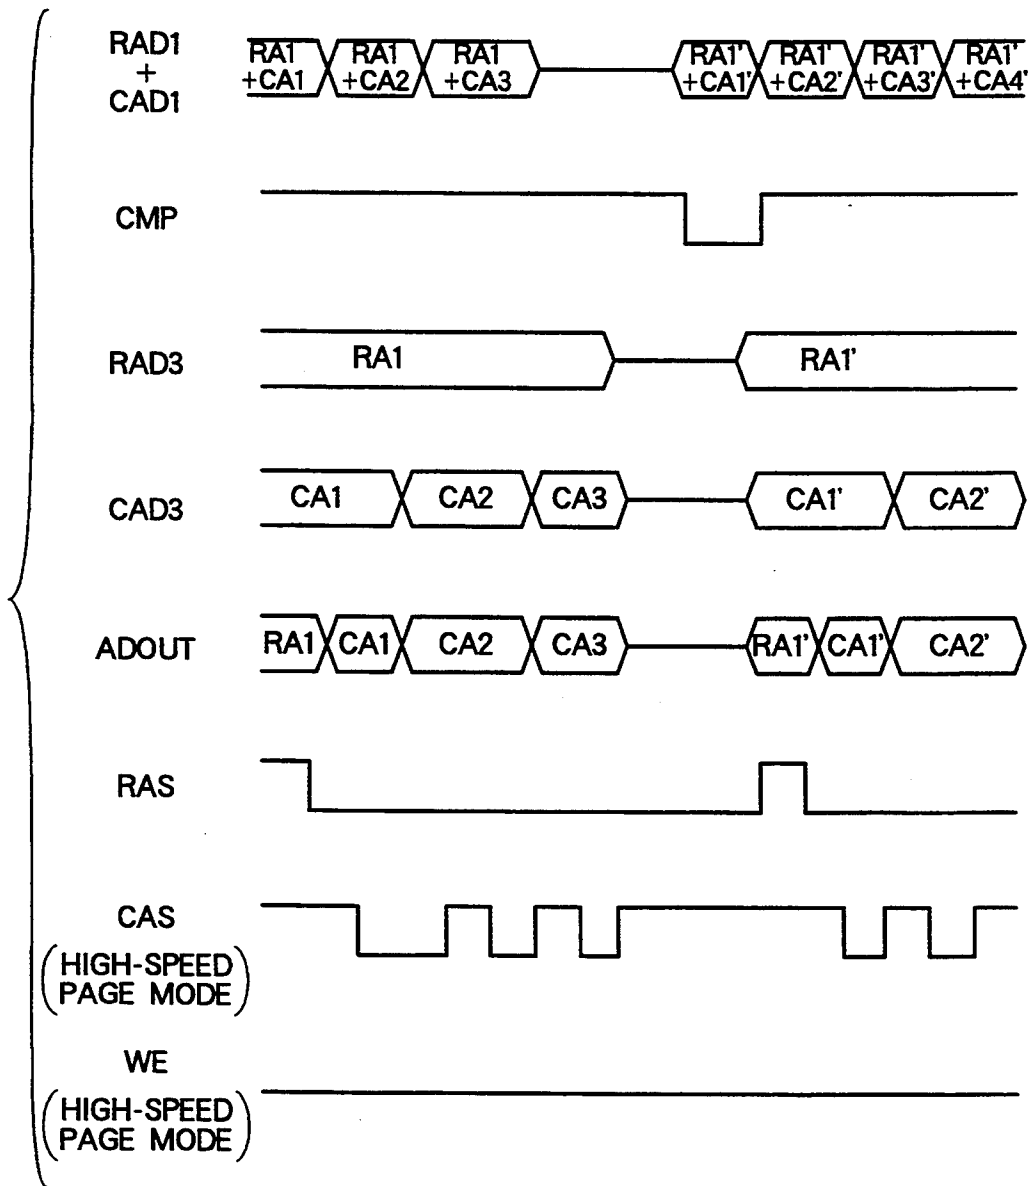 RAD1
+
CAD1
RA1 RA1 RA1 RA1' RA1' RA1' RA1'
+CA1 +CA2 +CA3 +CA1' +CA2' +CA3' +CA4'
CMP
RAD3
RA1 RA1'
CAD3
CA1 CA2 CA3 CA1' CA2'
ADOUT
RA1 CA1 CA2 CA3 RA1' CA1' CA2'
RAS
CAS
(HIGH-SPEED
PAGE MODE)
WE
(HIGH-SPEED
PAGE MODE)